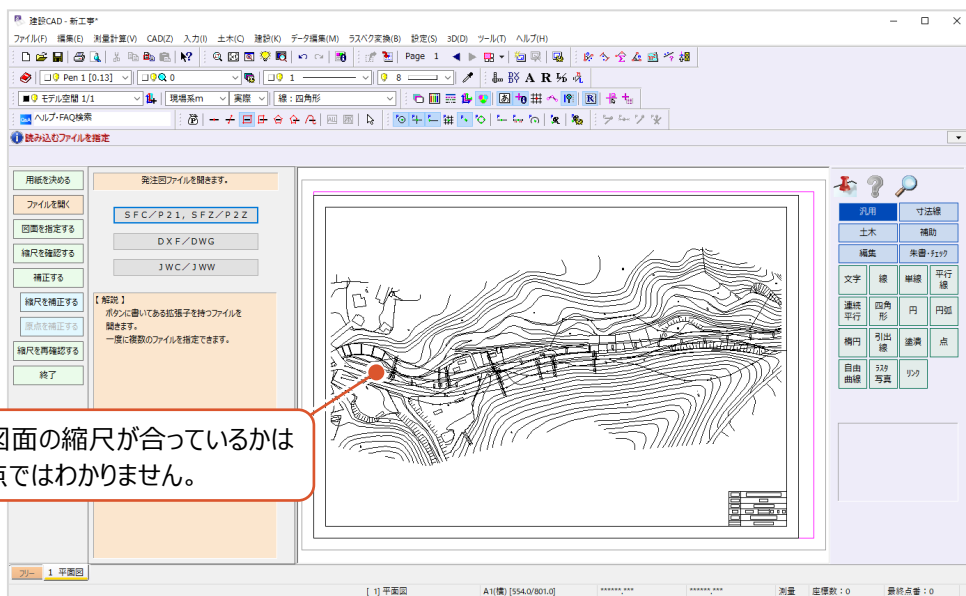 建設CAD - 新工事*
ファイル(F) 編集(E) 測量計算(V) CAD(Z) 入力(I) 土木(C) 建設(K) データ編集(M) ラスベク変換(B) 設定(S) 3D(D) ツール(T) ヘルプ(H)
Page 1
Pen 1 [0.13] 0 1 8
モデル空間 1/1 現場系m 実際 線：四角形
ヘルプ・FAQ検索
読み込むファイルを指定
用紙を決める
ファイルを開く
図面を指定する
縮尺を確認する
補正する
縮尺を補正する
原点を補正する
縮尺を再確認する
終了
発注図ファイルを開きます。
SFC／P21，SFZ／P2Z
DXF／DWG
JWC／JWW
【 解説 】
ボタンに書いてある拡張子を持つファイルを
開きます。
一度に複数のファイルを指定できます。
図面の縮尺が合っているかは
点ではわかりません。
汎用 寸法線
土木 補助
編集 朱書・ﾁｪｯｸ
文字 線 単線 平行線
連続平行 四角形 円 円弧
楕円 引出線 塗潰 点
自由曲線 ﾗｽﾀ写真 ﾘﾝｸ
フリー 1 平面図
[ 1] 平面図 A1(横) [554.0/801.0] ******.*** ******.*** 測量 座標数：0 最終点番：0